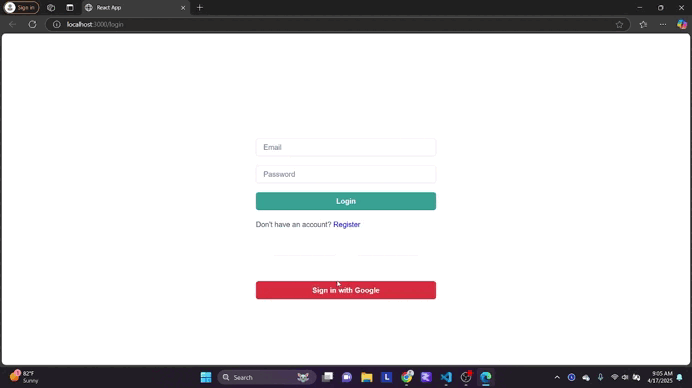 Sign in
React App
localhost:3000/login
Email
Password
Login
Don't have an account? Register
Sign in with Google
82°F
Sunny
Search
9:05 AM
4/17/2025